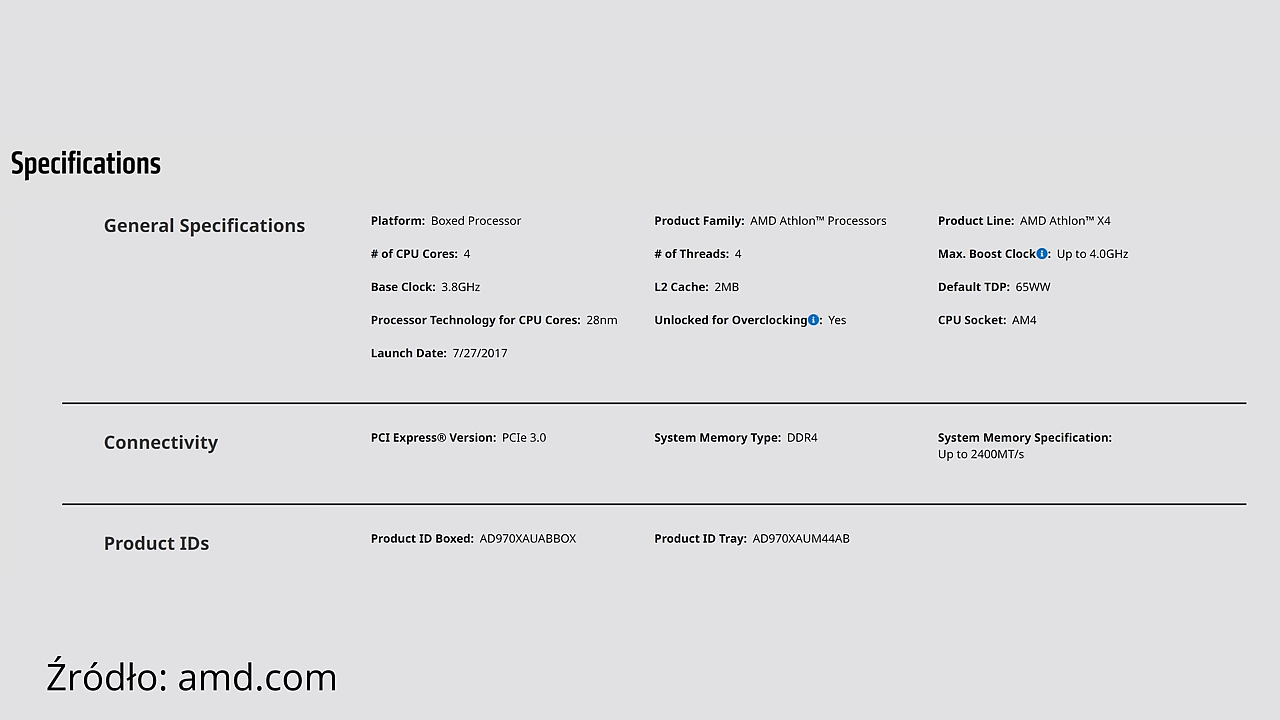 Specifications
General Specifications
Platform: Boxed Processor
Product Family: AMD Athlon™ Processors
Product Line: AMD Athlon™ X4
# of CPU Cores: 4
# of Threads: 4
Max. Boost Clock: Up to 4.0GHz
Base Clock: 3.8GHz
L2 Cache: 2MB
Default TDP: 65WW
Processor Technology for CPU Cores: 28nm
Unlocked for Overclocking: Yes
CPU Socket: AM4
Launch Date: 7/27/2017
Connectivity
PCI Express® Version: PCIe 3.0
System Memory Type: DDR4
System Memory Specification:
Up to 2400MT/s
Product IDs
Product ID Boxed: AD970XAUABBOX
Product ID Tray: AD970XAUM44AB
Źródło: amd.com